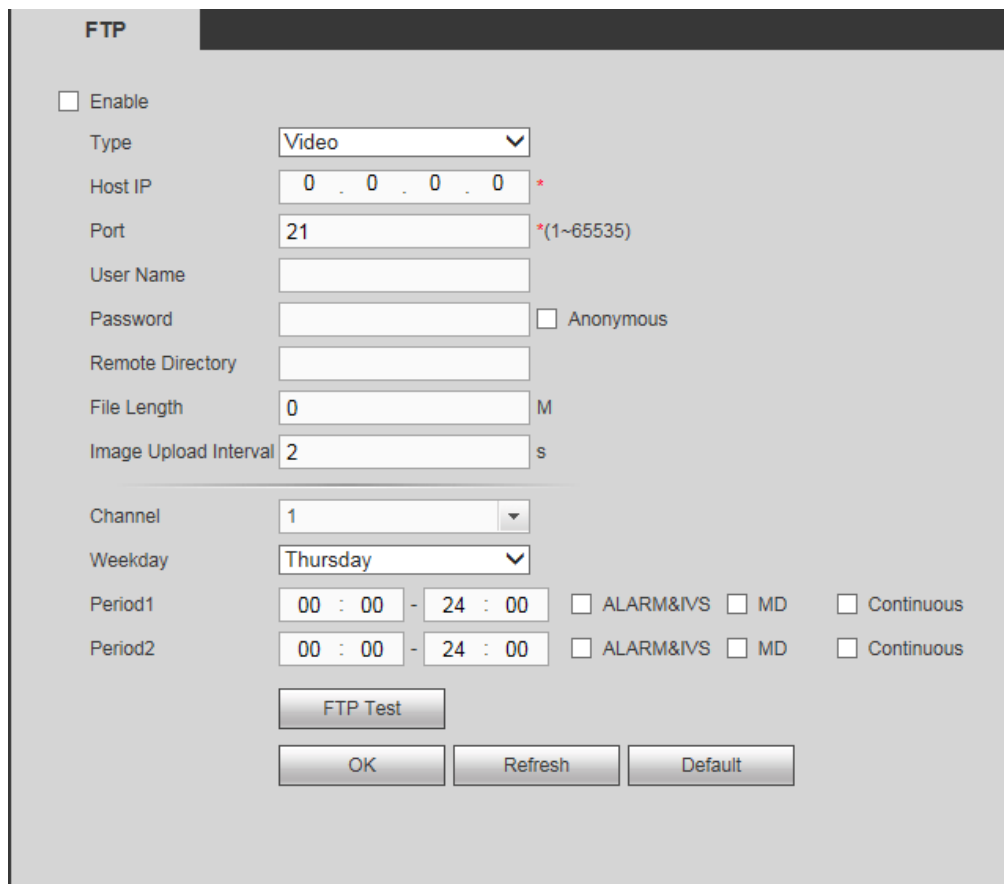 FTP
Enable
Type Video
Host IP 0 . 0 . 0 . 0 *
Port 21 *(1~65535)
User Name
Password Anonymous
Remote Directory
File Length 0 M
Image Upload Interval 2 s
Channel 1
Weekday Thursday
Period1 00 : 00 - 24 : 00 ALARM&IVS MD Continuous
Period2 00 : 00 - 24 : 00 ALARM&IVS MD Continuous
FTP Test
OK Refresh Default